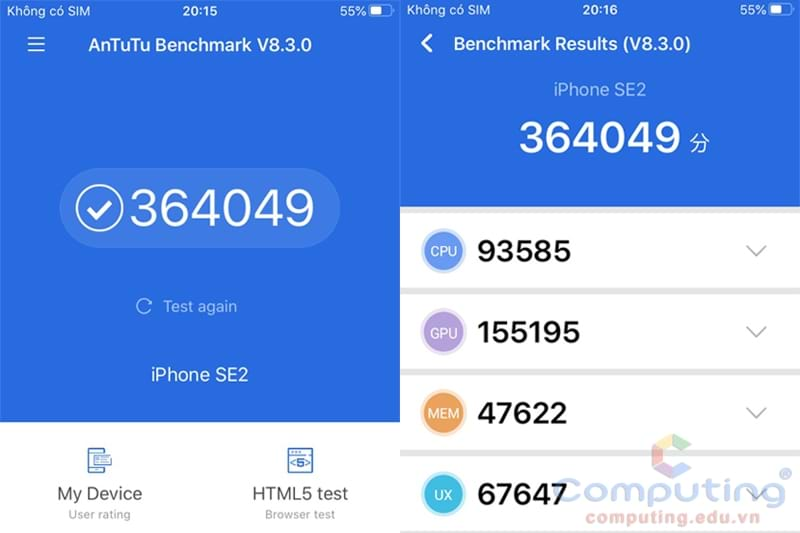 Không có SIM 20:15 55%
AnTuTu Benchmark V8.3.0
364049
Test again
iPhone SE2
My Device
User rating
HTML5 test
Browser test
Không có SIM 20:16 55%
Benchmark Results (V8.3.0)
iPhone SE2
364049 分
CPU 93585
GPU 155195
MEM 47622
UX 67647
Computing®
computing.edu.vn